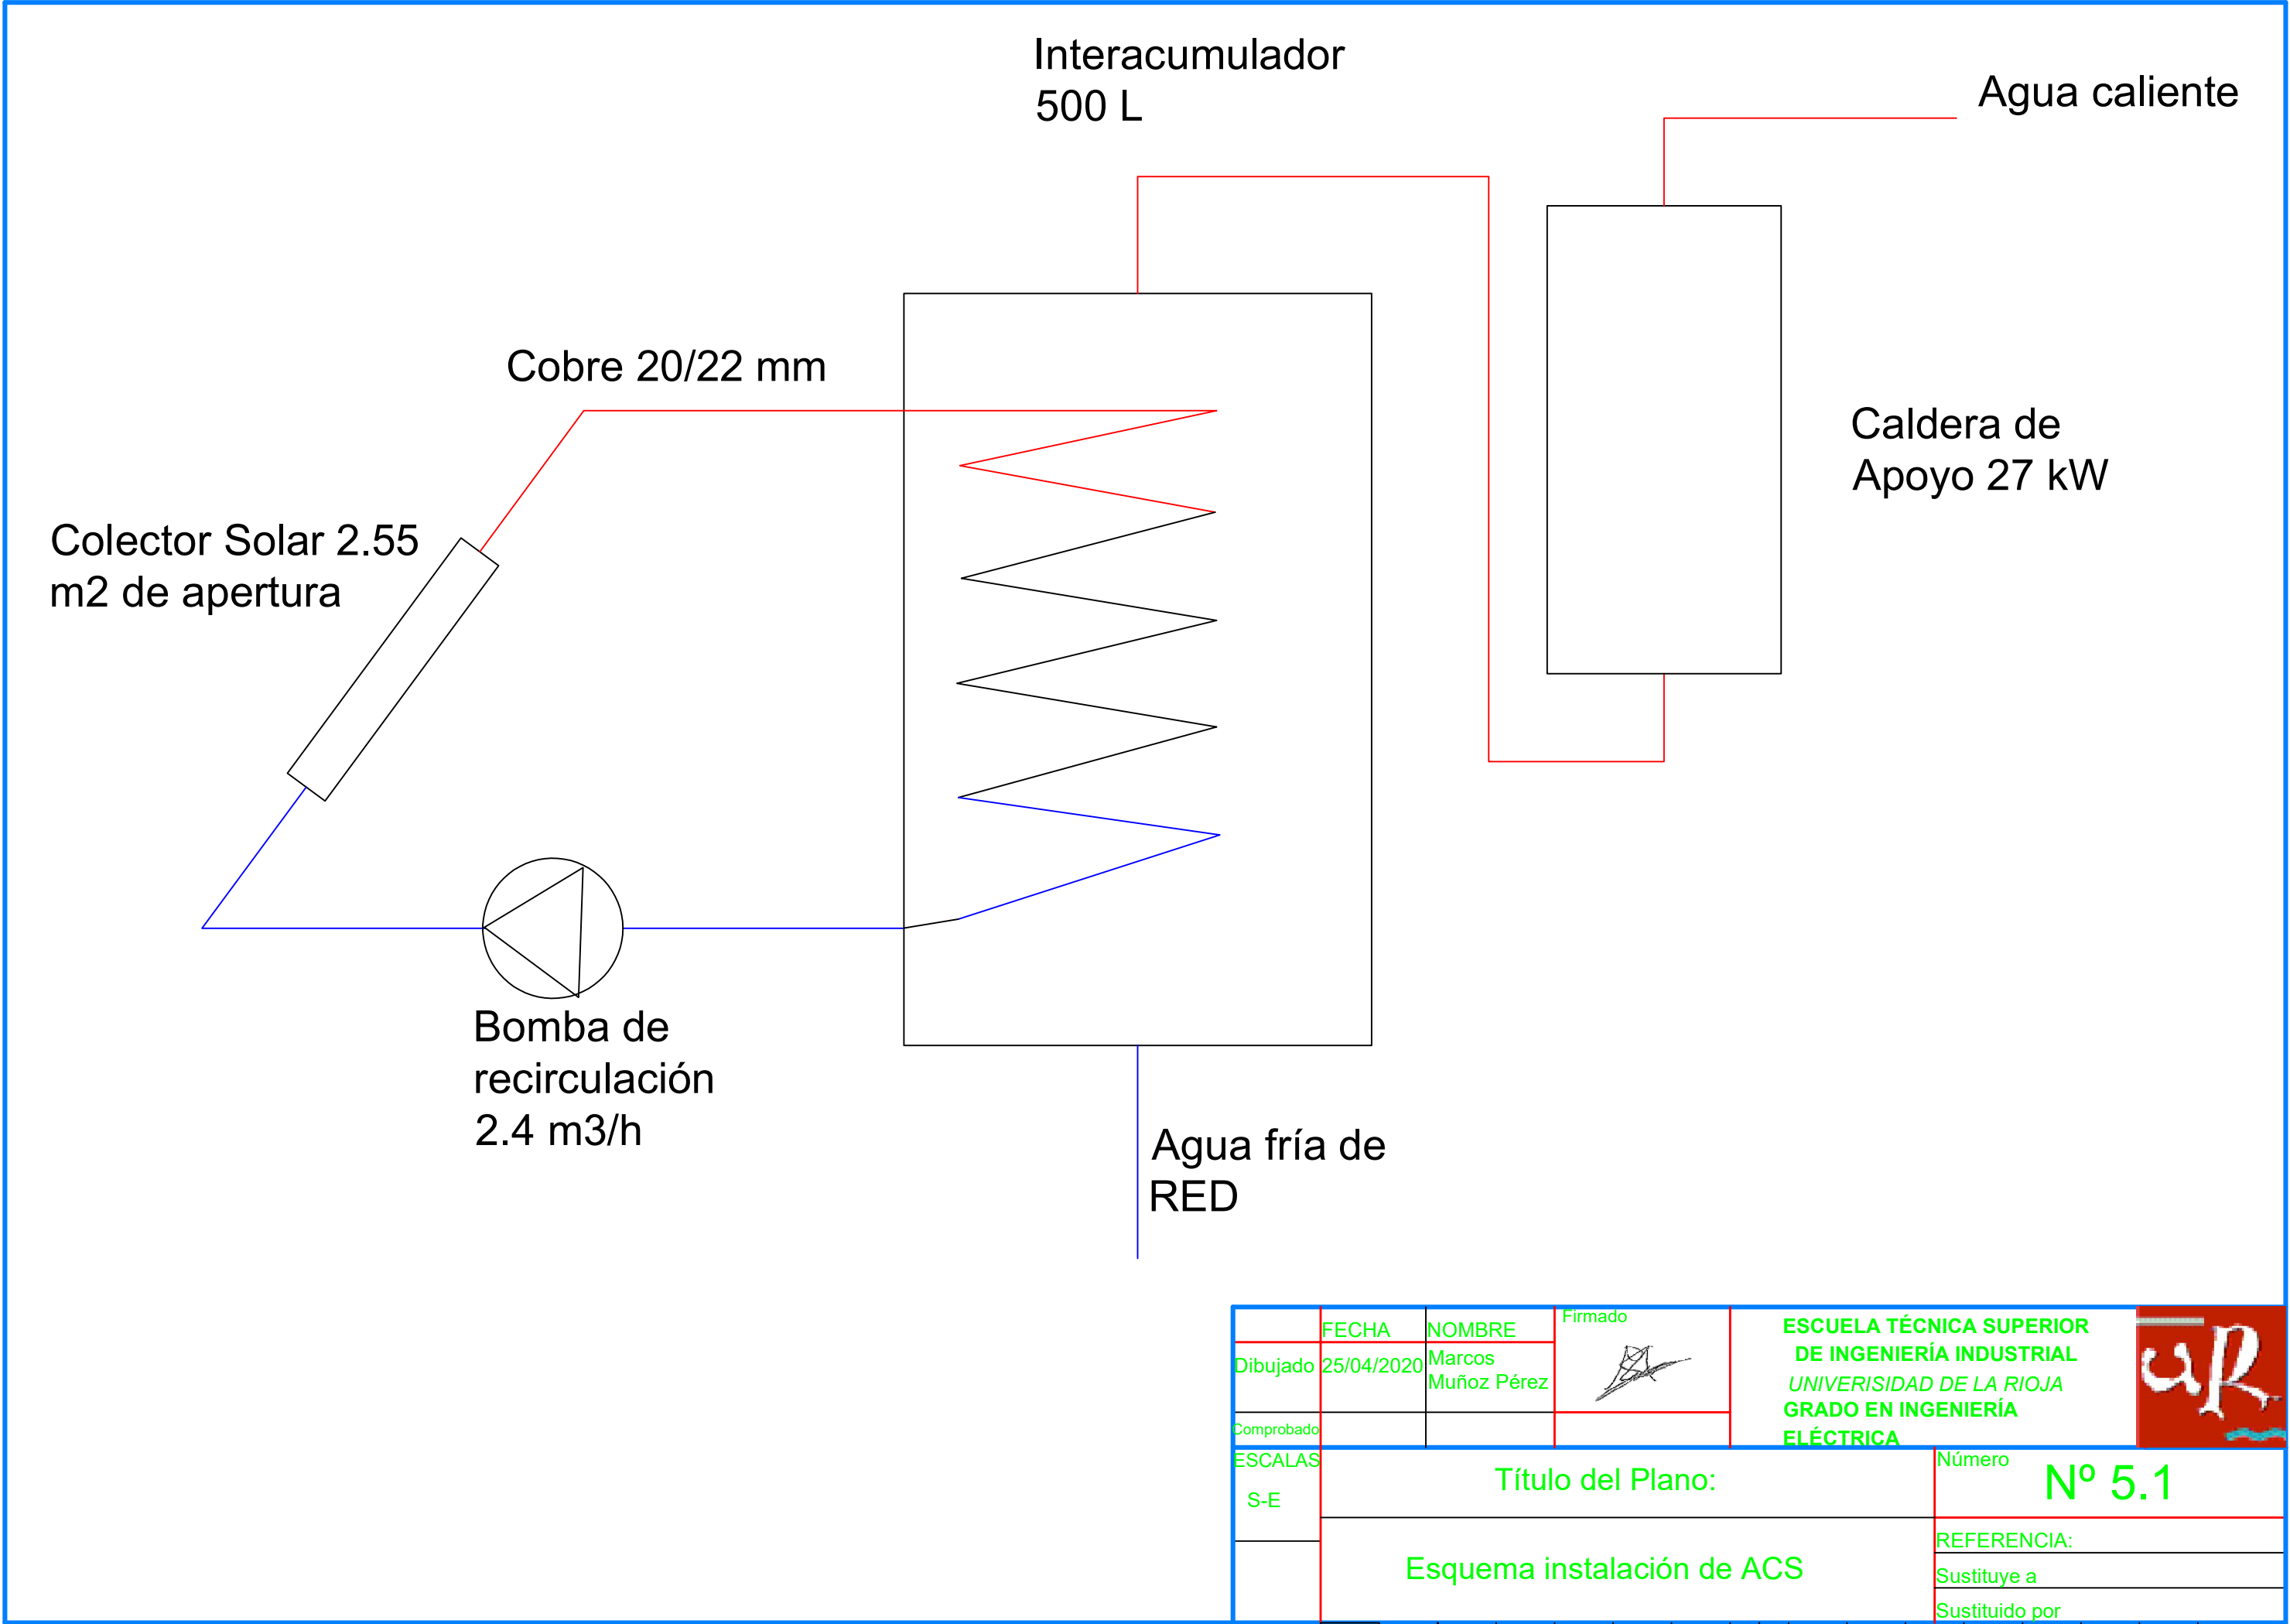 Interacumulador
500 L
Agua caliente
Cobre 20/22 mm
Caldera de
Apoyo 27 kW
Colector Solar 2.55
m2 de apertura
Bomba de
recirculación
2.4 m3/h
Agua fría de
RED
FECHA
NOMBRE
Firmado
Dibujado
25/04/2020
Marcos
Muñoz Pérez
Comprobado
ESCUELA TÉCNICA SUPERIOR
DE INGENIERÍA INDUSTRIAL
UNIVERISIDAD DE LA RIOJA
GRADO EN INGENIERÍA
ELÉCTRICA
UR
ESCALAS
S-E
Título del Plano:
Esquema instalación de ACS
Número
Nº 5.1
REFERENCIA:
Sustituye a
Sustituido por